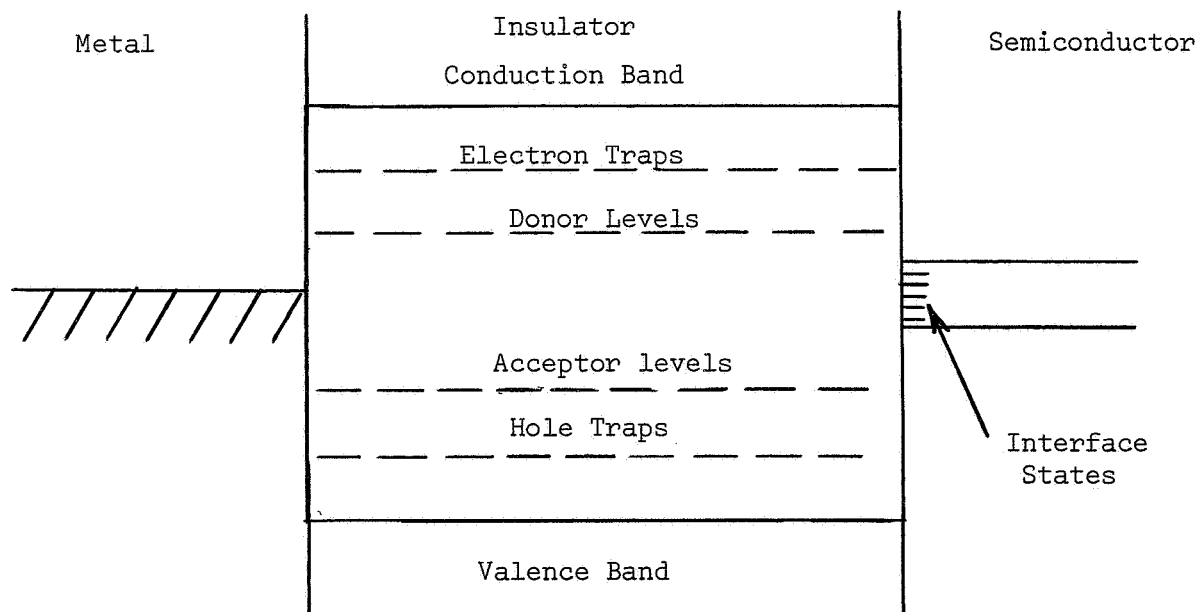 Metal
Insulator
Semiconductor
Conduction Band
Electron Traps
Donor Levels
Acceptor levels
Hole Traps
Interface
States
Valence Band